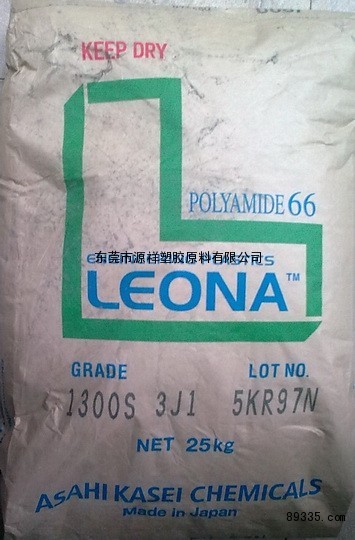 KEEP DRY
POLYAMIDE 66
东莞市源样塑胶原料有限公司
LEONA™
GRADE LOT NO.
1300S 3J1 5KR97N
NET 25kg
ASAHI KASEI CHEMICALS
Made in Japan
89335.com